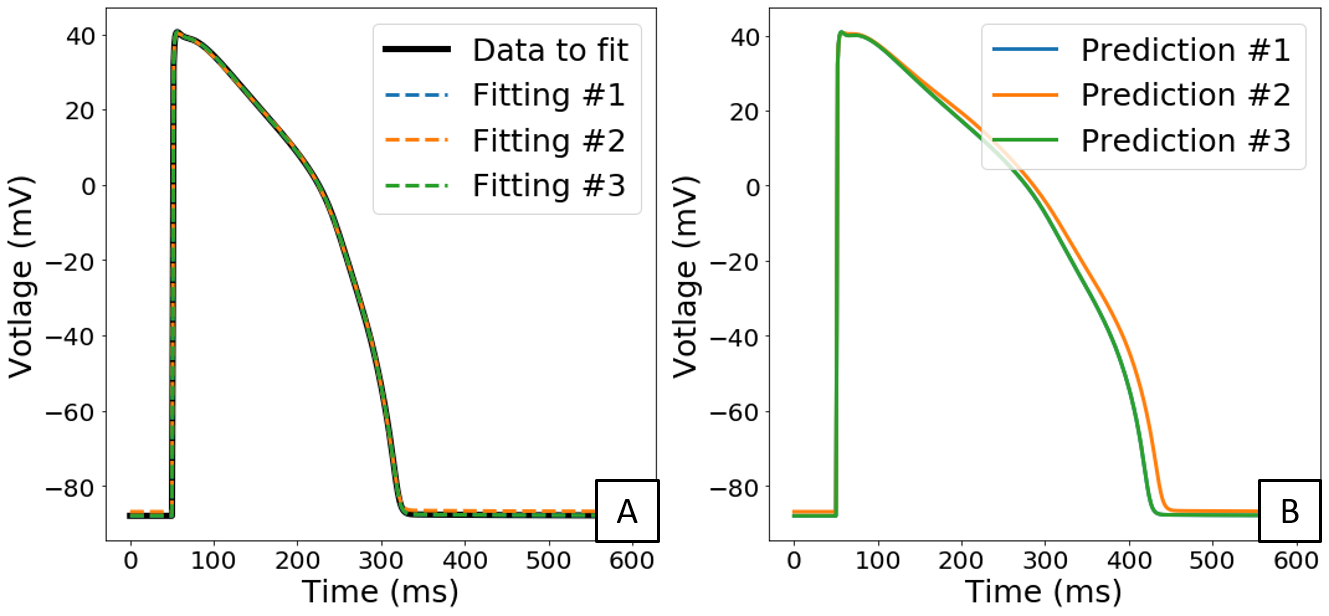 40
20
0
−20
−40
−60
−80
Votlage (mV)
0
100
200
300
400
500
600
Time (ms)
Data to fit
Fitting #1
Fitting #2
Fitting #3
A
40
20
0
−20
−40
−60
−80
Votlage (mV)
0
100
200
300
400
500
600
Time (ms)
Prediction #1
Prediction #2
Prediction #3
B